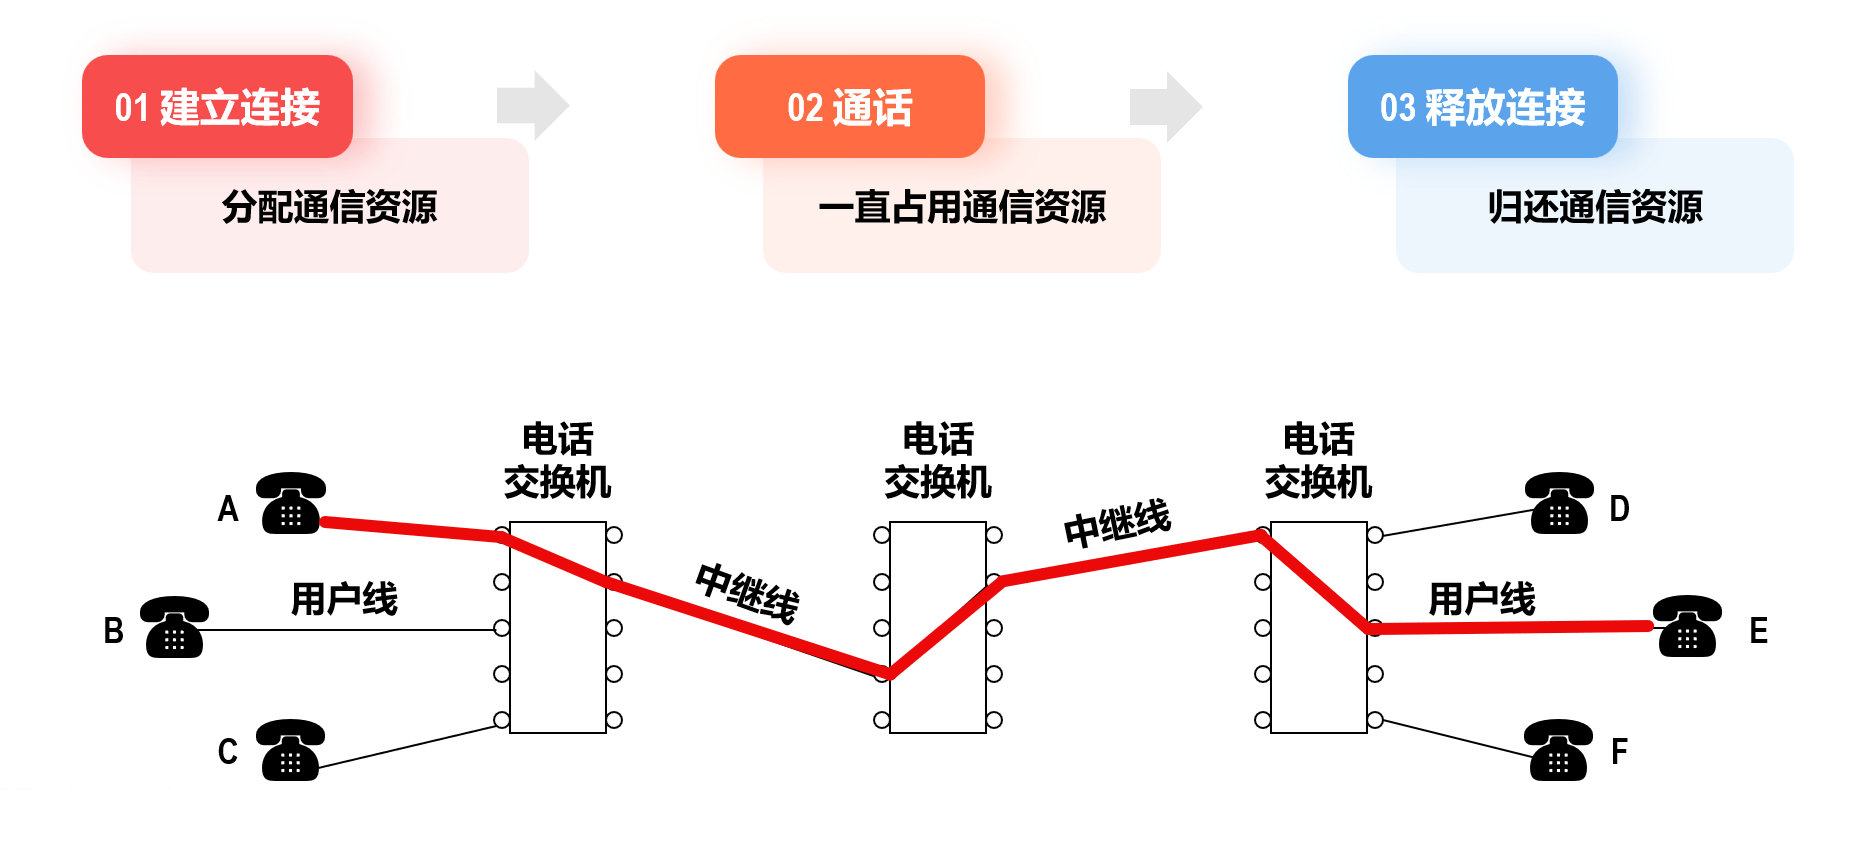 01 建立连接
02 通话
03 释放连接
分配通信资源
一直占用通信资源
归还通信资源
电话
交换机
电话
交换机
电话
交换机
A
D
中继线
中继线
用户线
用户线
B
E
C
F